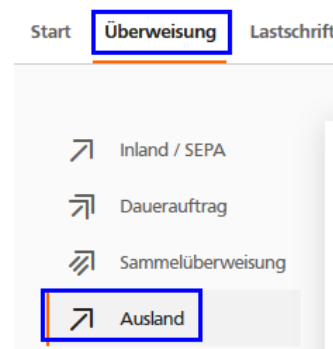 Start Überweisung Lastschrift
Inland / SEPA
Dauerauftrag
Sammelüberweisung
Ausland